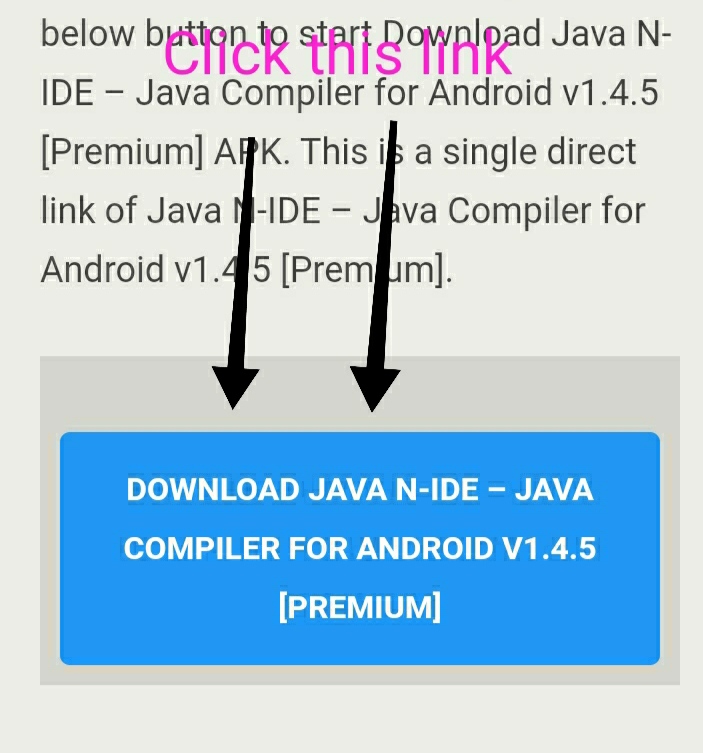 below button to start Download Java N-
Click this link
IDE – Java Compiler for Android v1.4.5
[Premium] APK. This is a single direct
link of Java N-IDE – Java Compiler for
Android v1.4.5 [Premium].
DOWNLOAD JAVA N-IDE – JAVA
COMPILER FOR ANDROID V1.4.5
[PREMIUM]